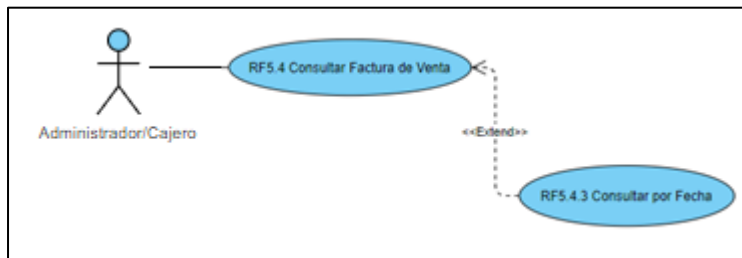 RF5.4 Consultar Factura de Venta
Administrador/Cajero
<<Extend>>
RF5.4.3 Consultar por Fecha